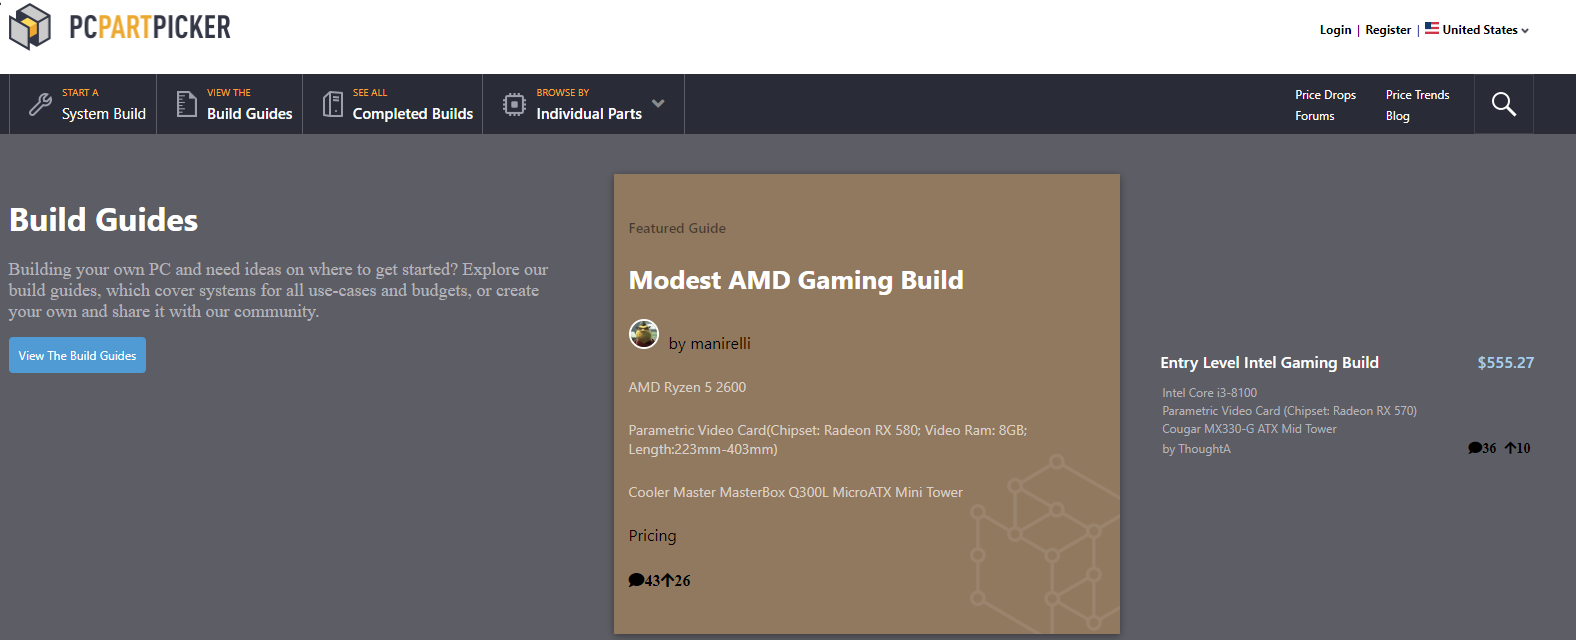 PCPARTPICKER
Login | Register | United States
START A
System Build
VIEW THE
Build Guides
SEE ALL
Completed Builds
BROWSE BY
Individual Parts
Price Drops
Price Trends
Forums
Blog
Build Guides
Building your own PC and need ideas on where to get started? Explore our
build guides, which cover systems for all use-cases and budgets, or create
your own and share it with our community.
View The Build Guides
Featured Guide
Modest AMD Gaming Build
by manirelli
AMD Ryzen 5 2600
Parametric Video Card(Chipset: Radeon RX 580; Video Ram: 8GB;
Length:223mm-403mm)
Cooler Master MasterBox Q300L MicroATX Mini Tower
Pricing
43 26
Entry Level Intel Gaming Build
$555.27
Intel Core i3-8100
Parametric Video Card (Chipset: Radeon RX 570)
Cougar MX330-G ATX Mid Tower
by ThoughtA
36 10